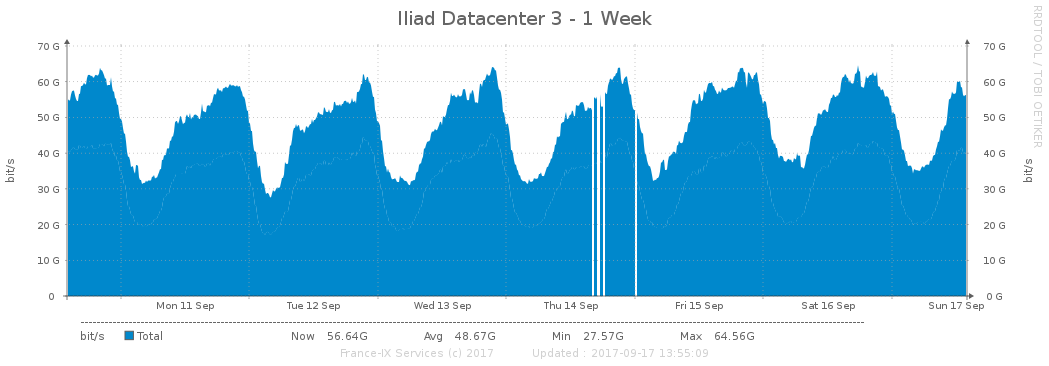 Iliad Datacenter 3 - 1 Week
RRDTOOL / TOBI OETIKER
bit/s
70 G 70 G
60 G 60 G
50 G 50 G
40 G 40 G
30 G 30 G
20 G 20 G
10 G 10 G
0 0 G
bit/s
Mon 11 Sep Tue 12 Sep Wed 13 Sep Thu 14 Sep Fri 15 Sep Sat 16 Sep Sun 17 Sep
bit/s Total Now 56.64G Avg 48.67G Min 27.57G Max 64.56G
France-IX Services (c) 2017 Updated : 2017-09-17 13:55:09